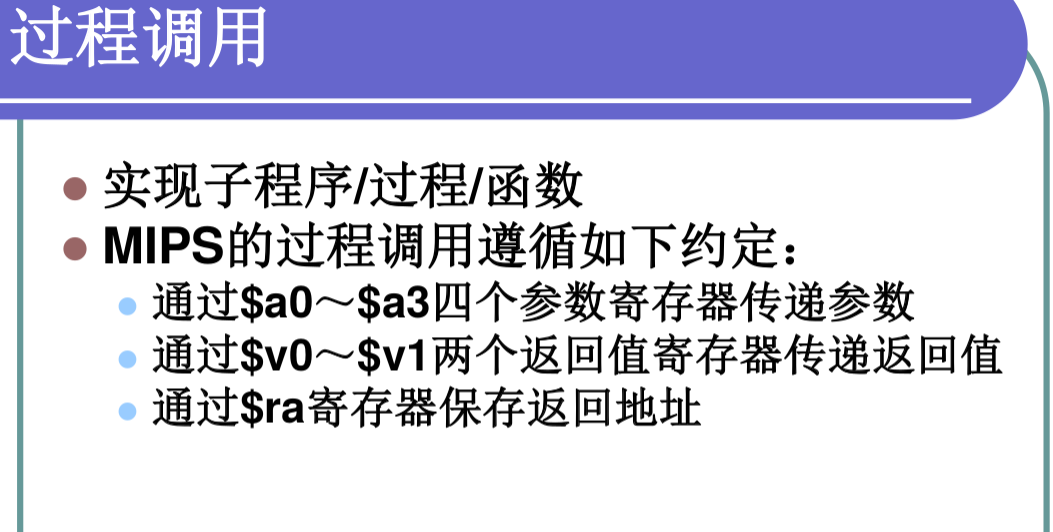 过程调用
实现子程序/过程/函数
MIPS的过程调用遵循如下约定：
通过$a0～$a3四个参数寄存器传递参数
通过$v0～$v1两个返回值寄存器传递返回值
通过$ra寄存器保存返回地址